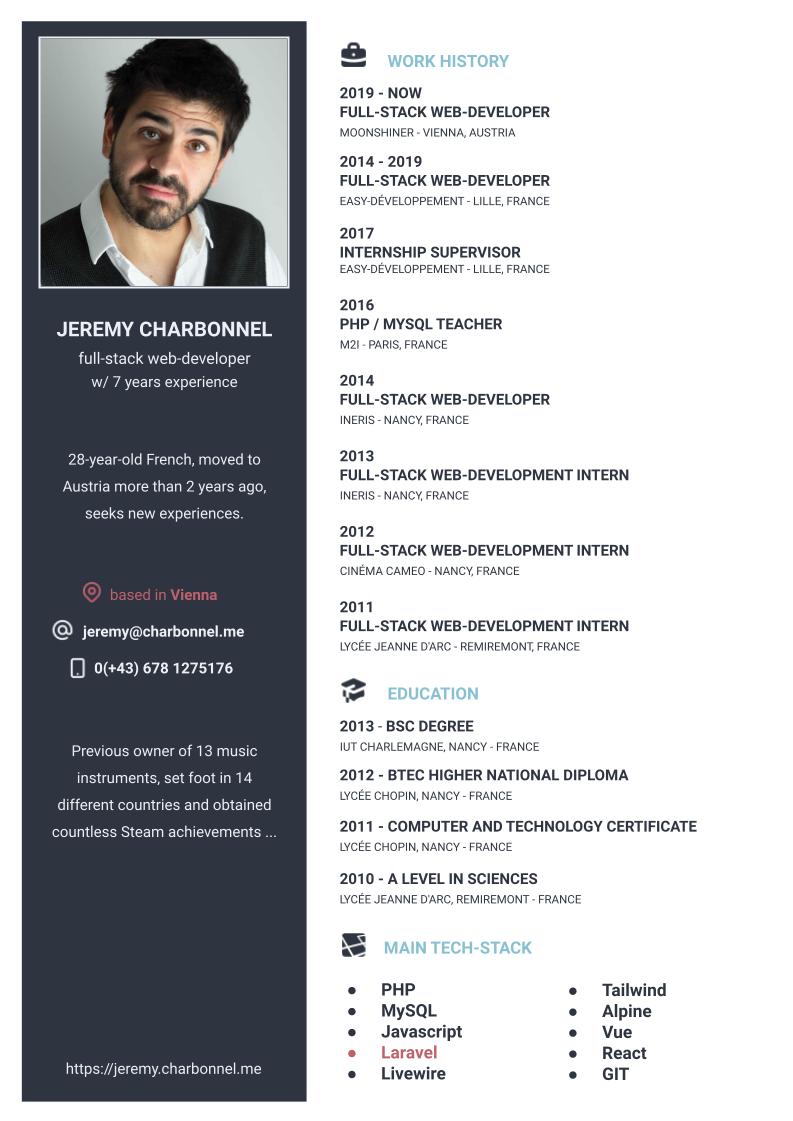 JEREMY CHARBONNEL
full-stack web-developer
w/ 7 years experience
28-year-old French, moved to
Austria more than 2 years ago,
seeks new experiences.
based in Vienna
jeremy@charbonnel.me
0(+43) 678 1275176
Previous owner of 13 music
instruments, set foot in 14
different countries and obtained
countless Steam achievements ...
https://jeremy.charbonnel.me
WORK HISTORY
2019 - NOW
FULL-STACK WEB-DEVELOPER
MOONSHINER - VIENNA, AUSTRIA
2014 - 2019
FULL-STACK WEB-DEVELOPER
EASY-DÉVELOPPEMENT - LILLE, FRANCE
2017
INTERNSHIP SUPERVISOR
EASY-DÉVELOPPEMENT - LILLE, FRANCE
2016
PHP / MYSQL TEACHER
M2I - PARIS, FRANCE
2014
FULL-STACK WEB-DEVELOPER
INERIS - NANCY, FRANCE
2013
FULL-STACK WEB-DEVELOPMENT INTERN
INERIS - NANCY, FRANCE
2012
FULL-STACK WEB-DEVELOPMENT INTERN
CINÉMA CAMEO - NANCY, FRANCE
2011
FULL-STACK WEB-DEVELOPMENT INTERN
LYCÉE JEANNE D'ARC - REMIREMONT, FRANCE
EDUCATION
2013 - BSC DEGREE
IUT CHARLEMAGNE, NANCY - FRANCE
2012 - BTEC HIGHER NATIONAL DIPLOMA
LYCÉE CHOPIN, NANCY - FRANCE
2011 - COMPUTER AND TECHNOLOGY CERTIFICATE
LYCÉE CHOPIN, NANCY - FRANCE
2010 - A LEVEL IN SCIENCES
LYCÉE JEANNE D'ARC, REMIREMONT - FRANCE
MAIN TECH-STACK
● PHP
● MySQL
● Javascript
● Laravel
● Livewire
● Tailwind
● Alpine
● Vue
● React
● GIT